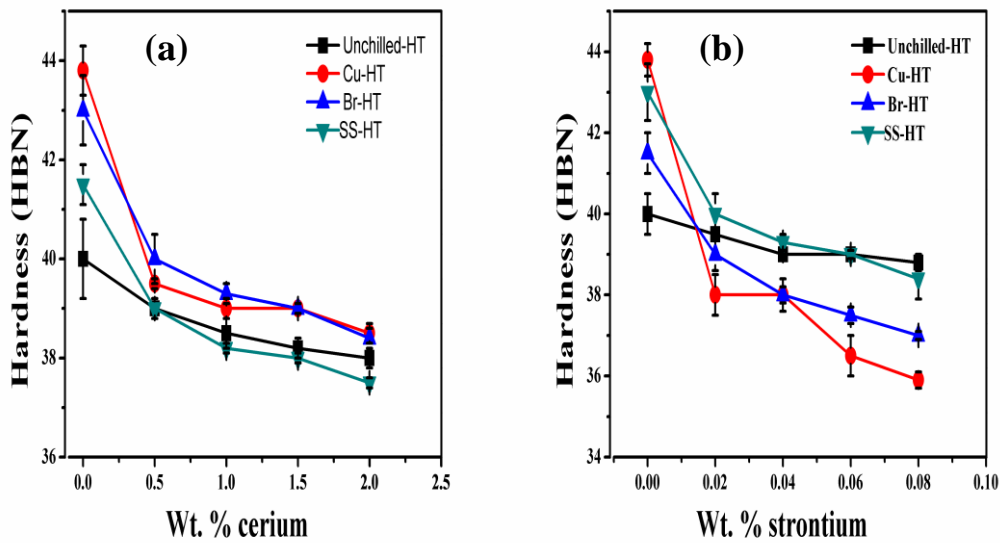 (a)
Unchilled-HT
Cu-HT
Br-HT
SS-HT
Hardness (HBN)
44
42
40
38
36
0.0 0.5 1.0 1.5 2.0 2.5
Wt. % cerium
(b)
Unchilled-HT
Cu-HT
Br-HT
SS-HT
Hardness (HBN)
44
42
40
38
36
34
0.00 0.02 0.04 0.06 0.08 0.10
Wt. % strontium